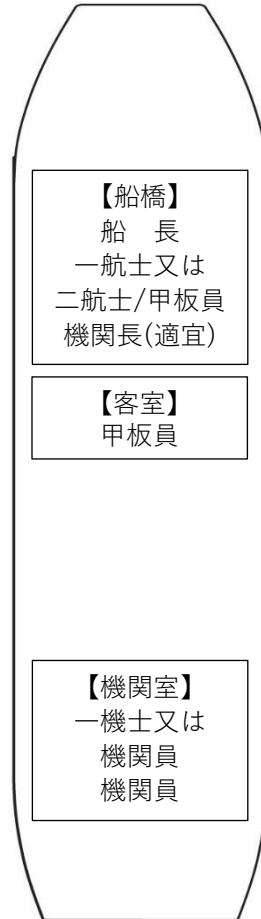 【船橋】
船　長
一航士又は
二航士/甲板員
機関長(適宜)
【客室】
甲板員
【機関室】
一機士又は
機関員
機関員